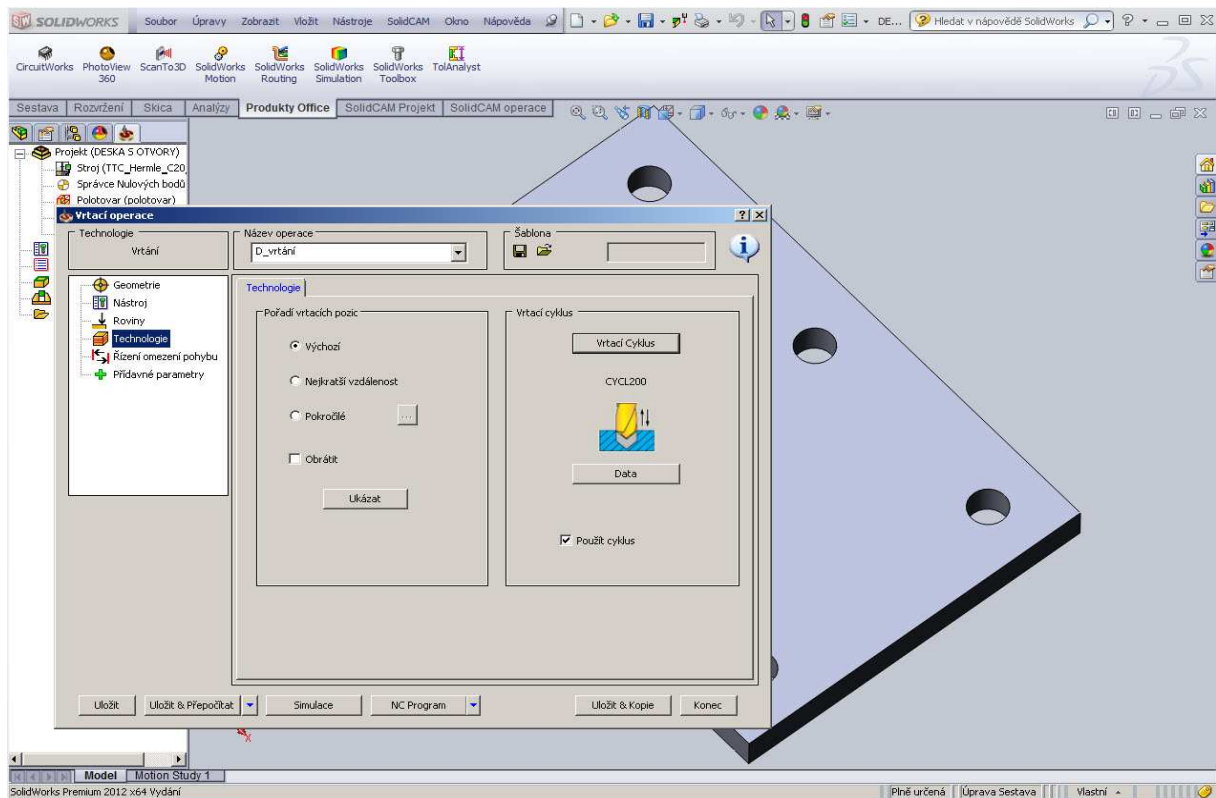 SOLIDWORKS Soubor Úpravy Zobrazit Vložit Nástroje SolidCAM Okno Nápověda DE... Hledat v nápovědě SolidWorks
CircuitWorks PhotoView 360 ScanTo3D SolidWorks Motion SolidWorks Routing SolidWorks Simulation SolidWorks Toolbox TolAnalyst
Sestava Rozvržení Skica Analýzy Produkty Office SolidCAM Projekt SolidCAM operace
Projekt (DESKA S OTVORY)
Stroj (TTC_Hermle_C20
Správce Nulových bodů
Polotovar (polotovar)
Vrtací operace
Technologie
Vrtání
Název operace
D_vrtání
Šablona
Geometrie
Nástroj
Roviny
Technologie
Řízení omezení pohybu
Přídavné parametry
Technologie
Pořadí vrtacích pozic
Výchozí
Nejkratší vzdálenost
Pokročilé ...
Obrátit
Ukázat
Vrtací cyklus
Vrtací Cyklus
CYCL200
Data
Použít cyklus
Uložit Uložit & Přepočítat Simulace NC Program Uložit & Kopie Konec
X
Model Motion Study 1
SolidWorks Premium 2012 x64 Vydání Plně určená Úprava Sestava Vlastní